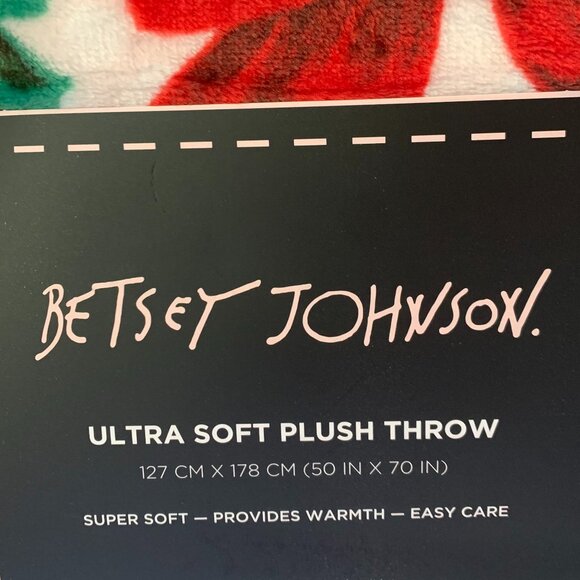 BETSEY JOHNSON.
ULTRA SOFT PLUSH THROW
127 CM X 178 CM (50 IN X 70 IN)
SUPER SOFT — PROVIDES WARMTH — EASY CARE